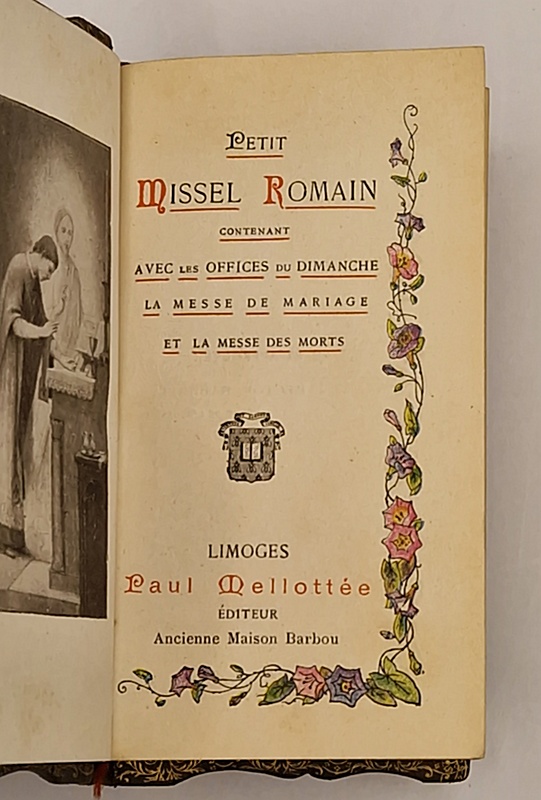 PETIT
MISSEL ROMAIN
CONTENANT
AVEC LES OFFICES DU DIMANCHE
LA MESSE DE MARIAGE
ET LA MESSE DES MORTS
LIMOGES
Paul Mellottée
ÉDITEUR
Ancienne Maison Barbou